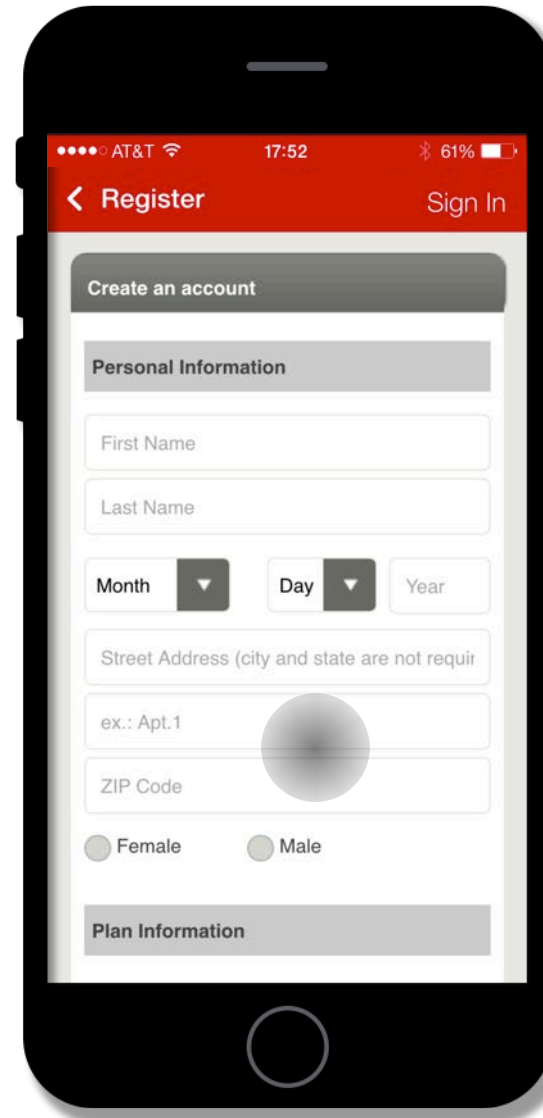 AT&T 17:52 61%
Register Sign In
Create an account
Personal Information
First Name
Last Name
Month Day Year
Street Address (city and state are not requir
ex.: Apt.1
ZIP Code
Female Male
Plan Information